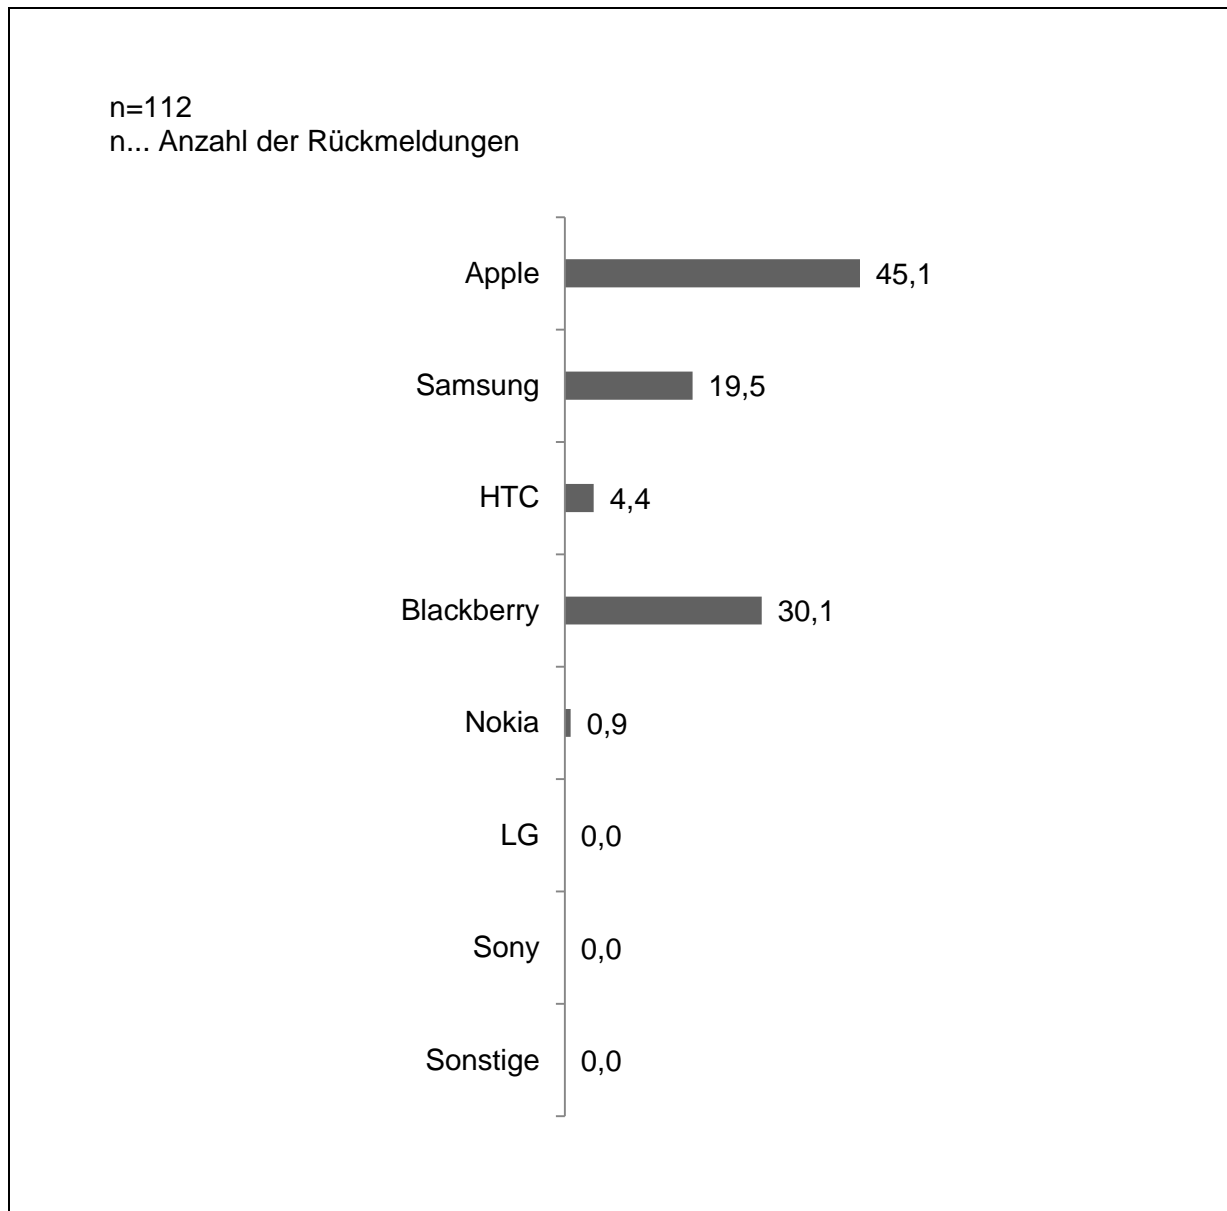 n=112
n... Anzahl der Rückmeldungen
Apple 45,1
Samsung 19,5
HTC 4,4
Blackberry 30,1
Nokia 0,9
LG 0,0
Sony 0,0
Sonstige 0,0